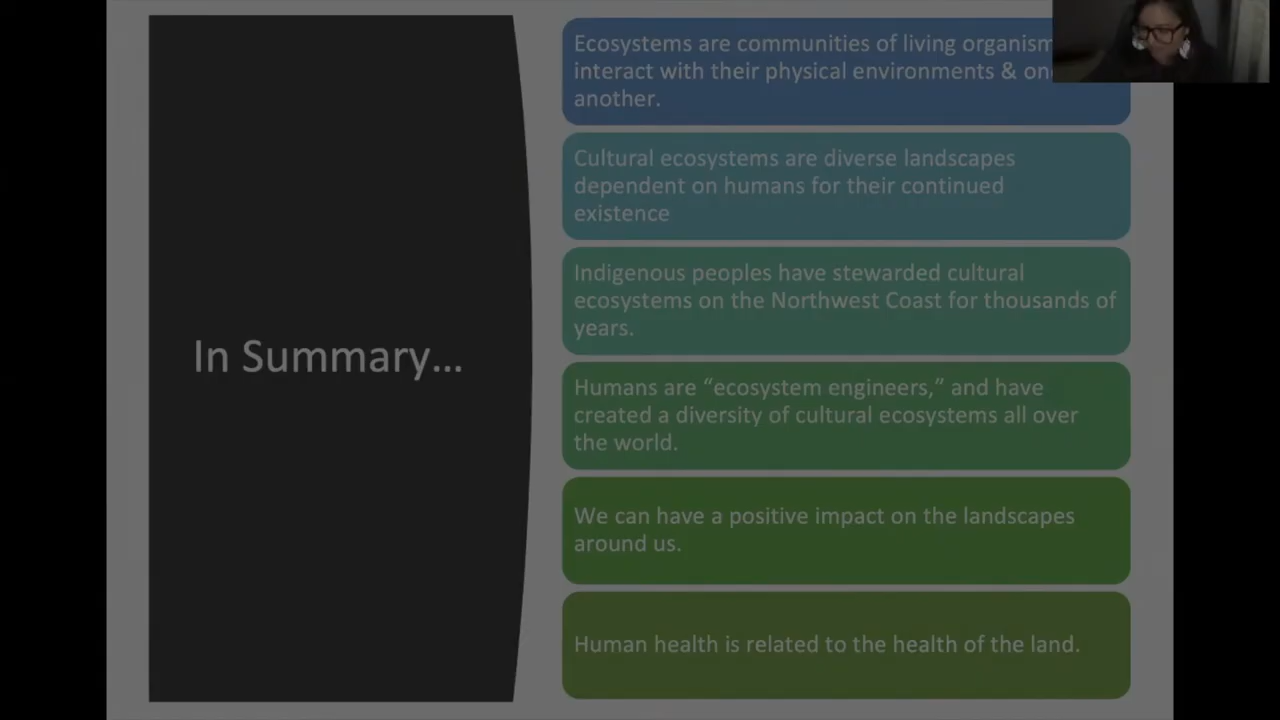 In Summary...
Ecosystems are communities of living organism
interact with their physical environments &
another.
Cultural ecosystems are diverse landscapes
dependent on humans for their continued
existence
Indigenous peoples have stewarded cultural
ecosystems on the Northwest Coast for thousands of
years.
Humans are “ecosystem engineers,” and have
created a diversity of cultural ecosystems all over
the world.
We can have a positive impact on the landscapes
around us.
Human health is related to the health of the land.